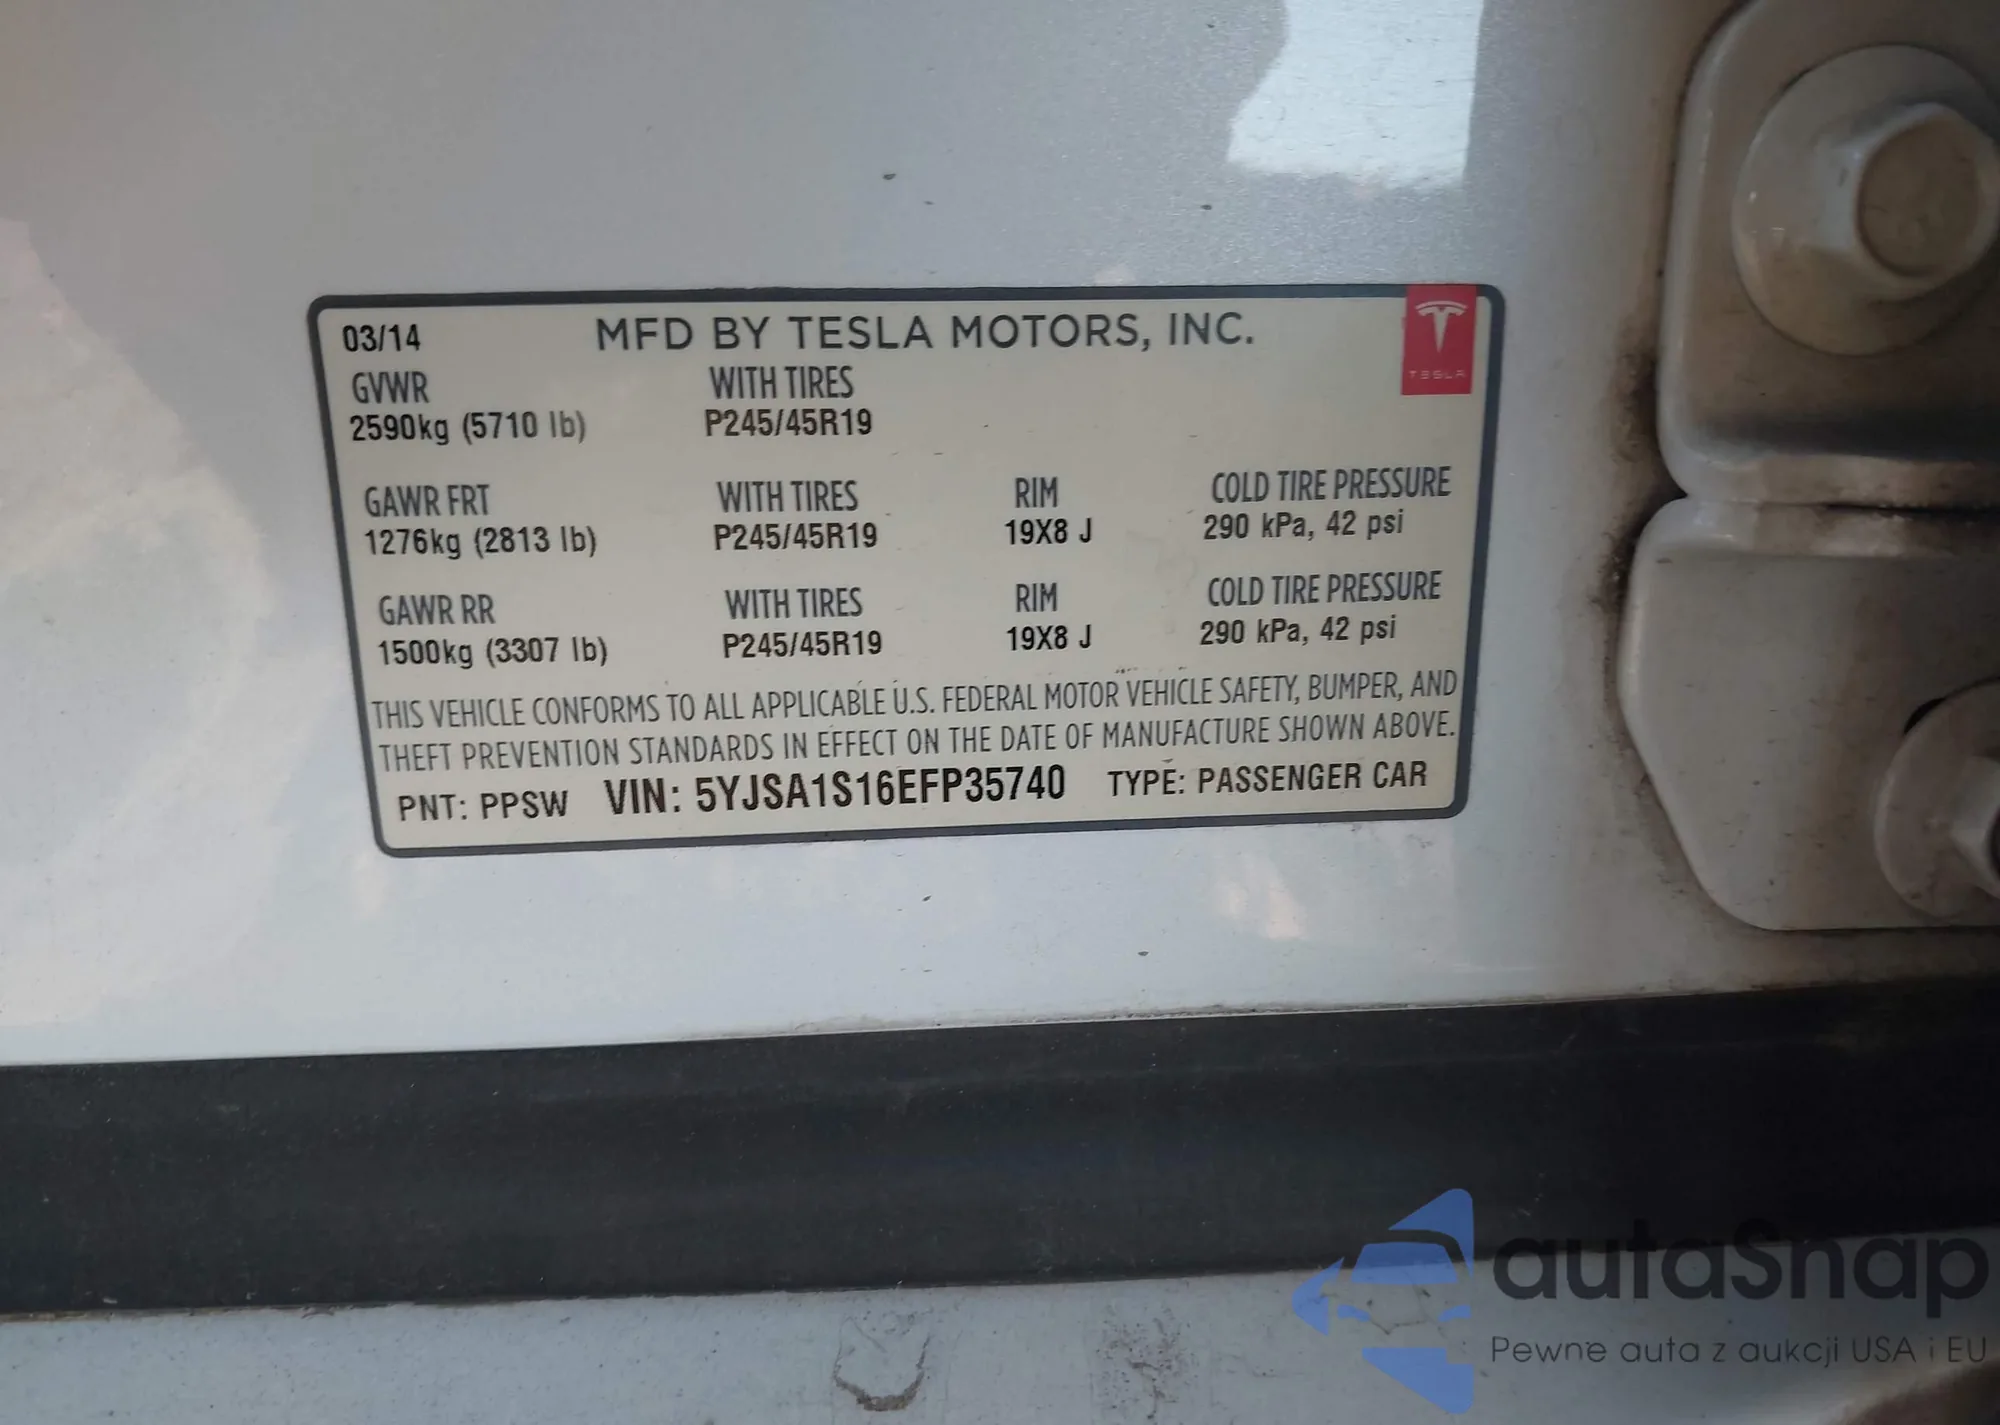 03/14 MFD BY TESLA MOTORS, INC.
TESLA
GVWR WITH TIRES
2590kg (5710 lb) P245/45R19
GAWR FRT WITH TIRES RIM COLD TIRE PRESSURE
1276kg (2813 lb) P245/45R19 19X8 J 290 kPa, 42 psi
GAWR RR WITH TIRES RIM COLD TIRE PRESSURE
1500kg (3307 lb) P245/45R19 19X8 J 290 kPa, 42 psi
THIS VEHICLE CONFORMS TO ALL APPLICABLE U.S. FEDERAL MOTOR VEHICLE SAFETY, BUMPER, AND
THEFT PREVENTION STANDARDS IN EFFECT ON THE DATE OF MANUFACTURE SHOWN ABOVE.
PNT: PPSW VIN: 5YJSA1S16EFP35740 TYPE: PASSENGER CAR
autaSnap
Pewne auta z aukcji USA i EU